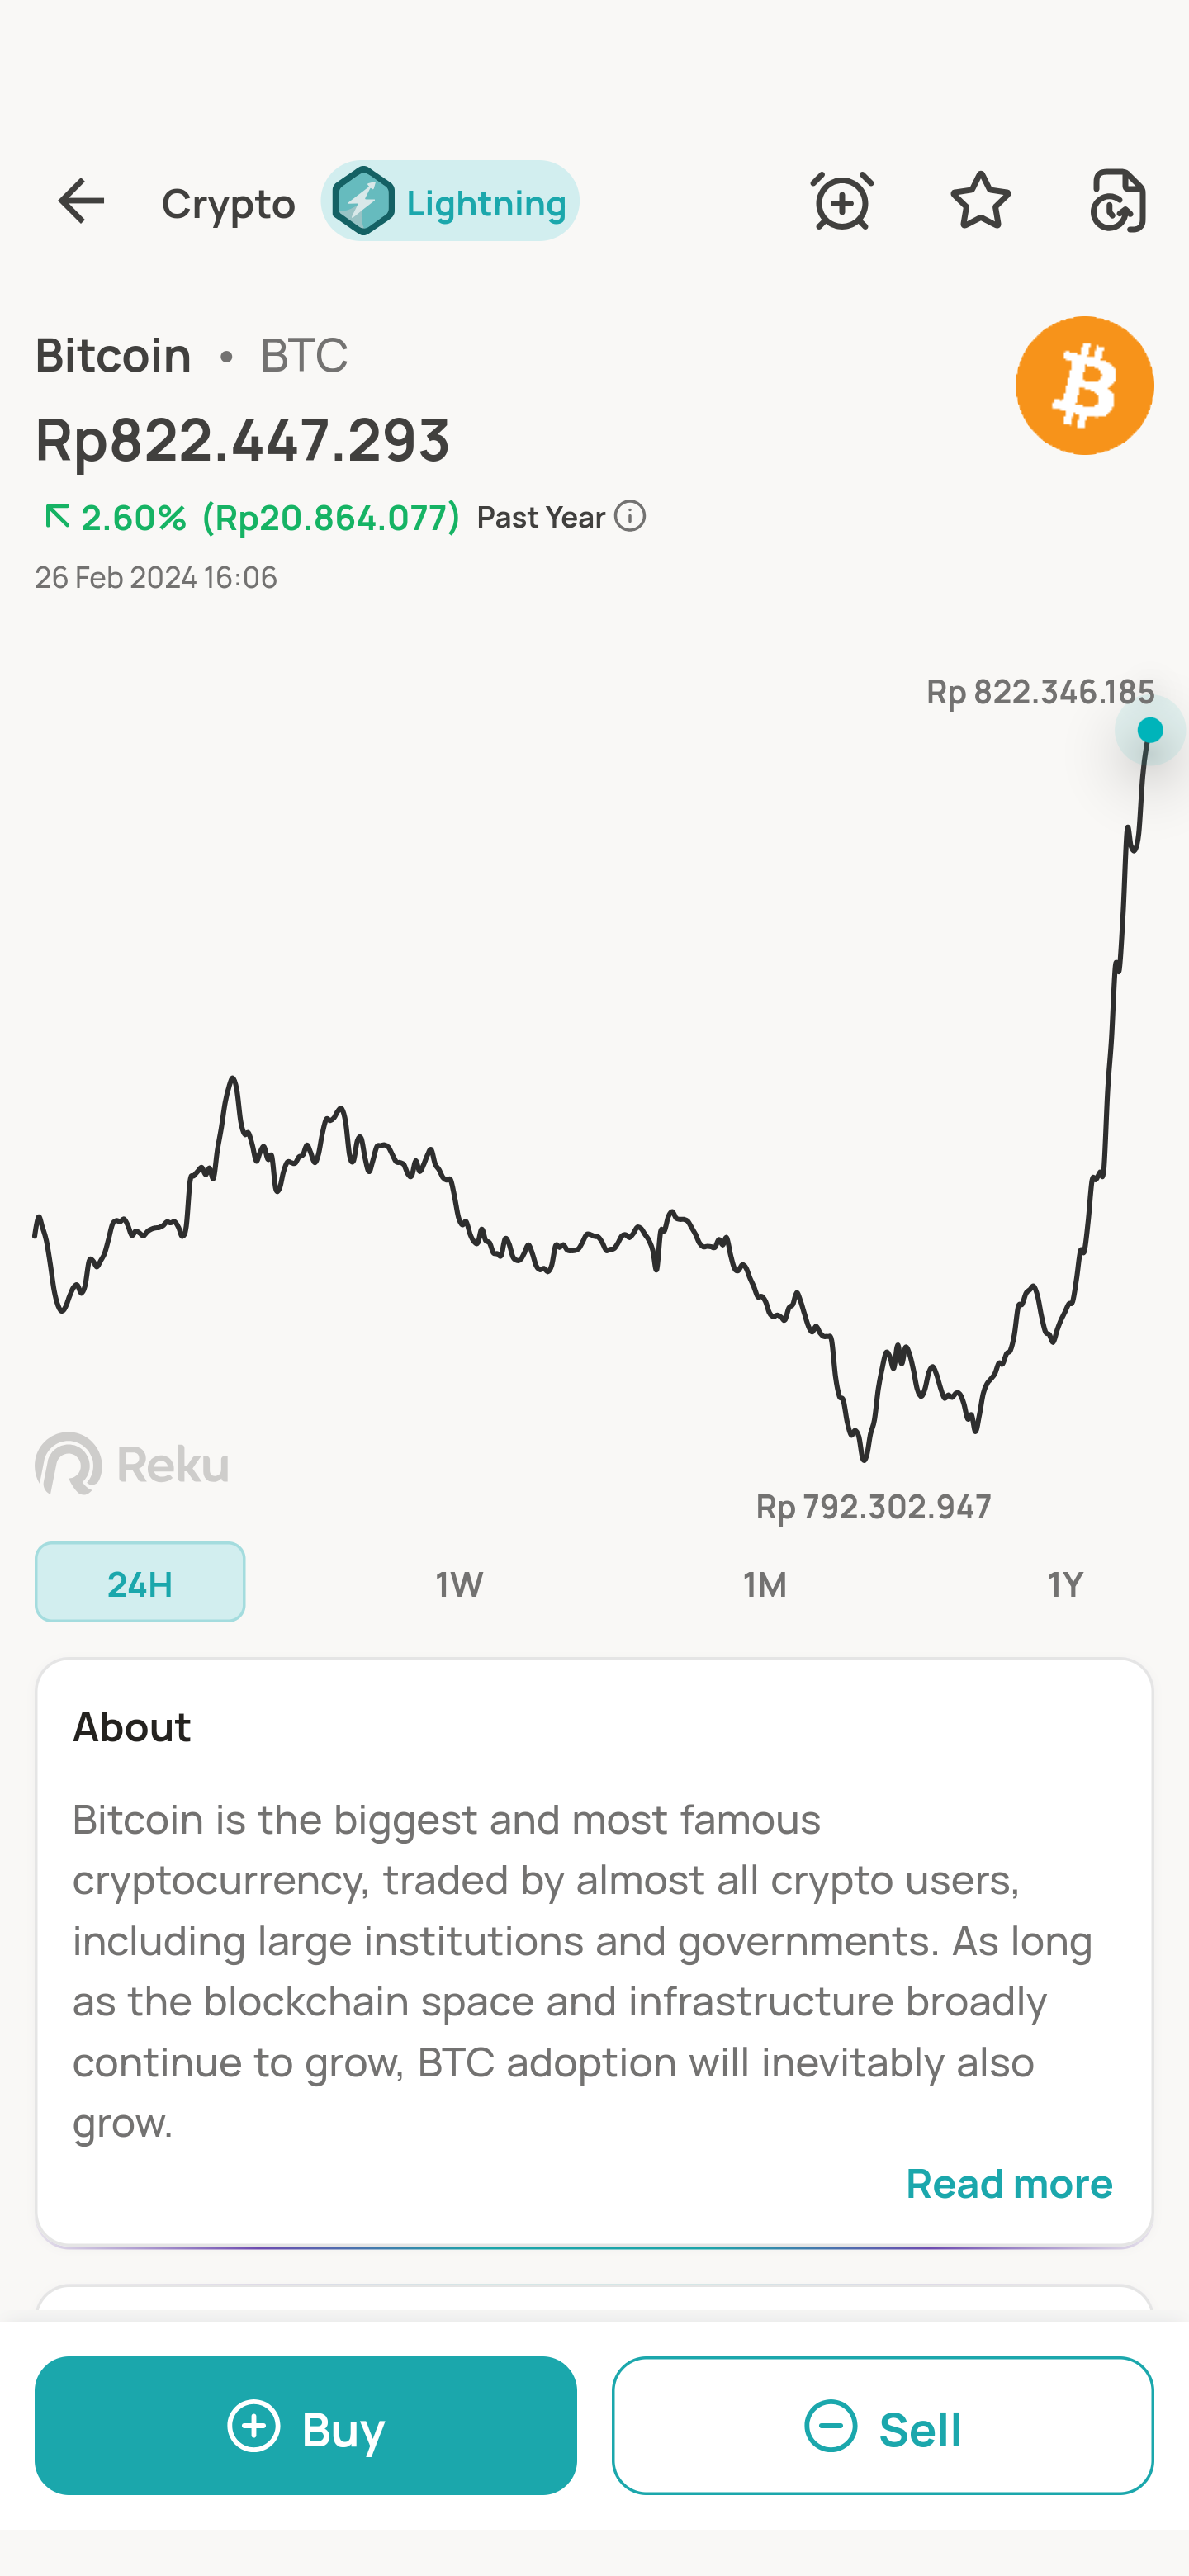 Crypto Lightning
Bitcoin • BTC
Rp822.447.293
2.60% (Rp20.864.077) Past Year
26 Feb 2024 16:06
Rp 822.346.185
Reku
Rp 792.302.947
24H 1W 1M 1Y
About
Bitcoin is the biggest and most famous
cryptocurrency, traded by almost all crypto users,
including large institutions and governments. As long
as the blockchain space and infrastructure broadly
continue to grow, BTC adoption will inevitably also
grow.
Read more
Buy Sell